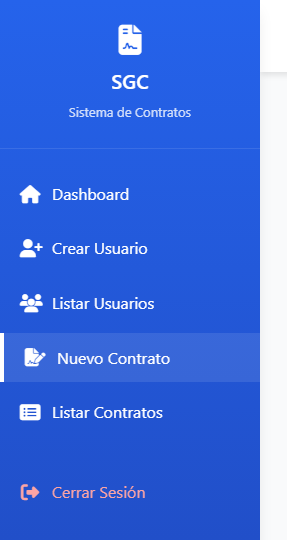 SGC
Sistema de Contratos
Dashboard
Crear Usuario
Listar Usuarios
Nuevo Contrato
Listar Contratos
Cerrar Sesión